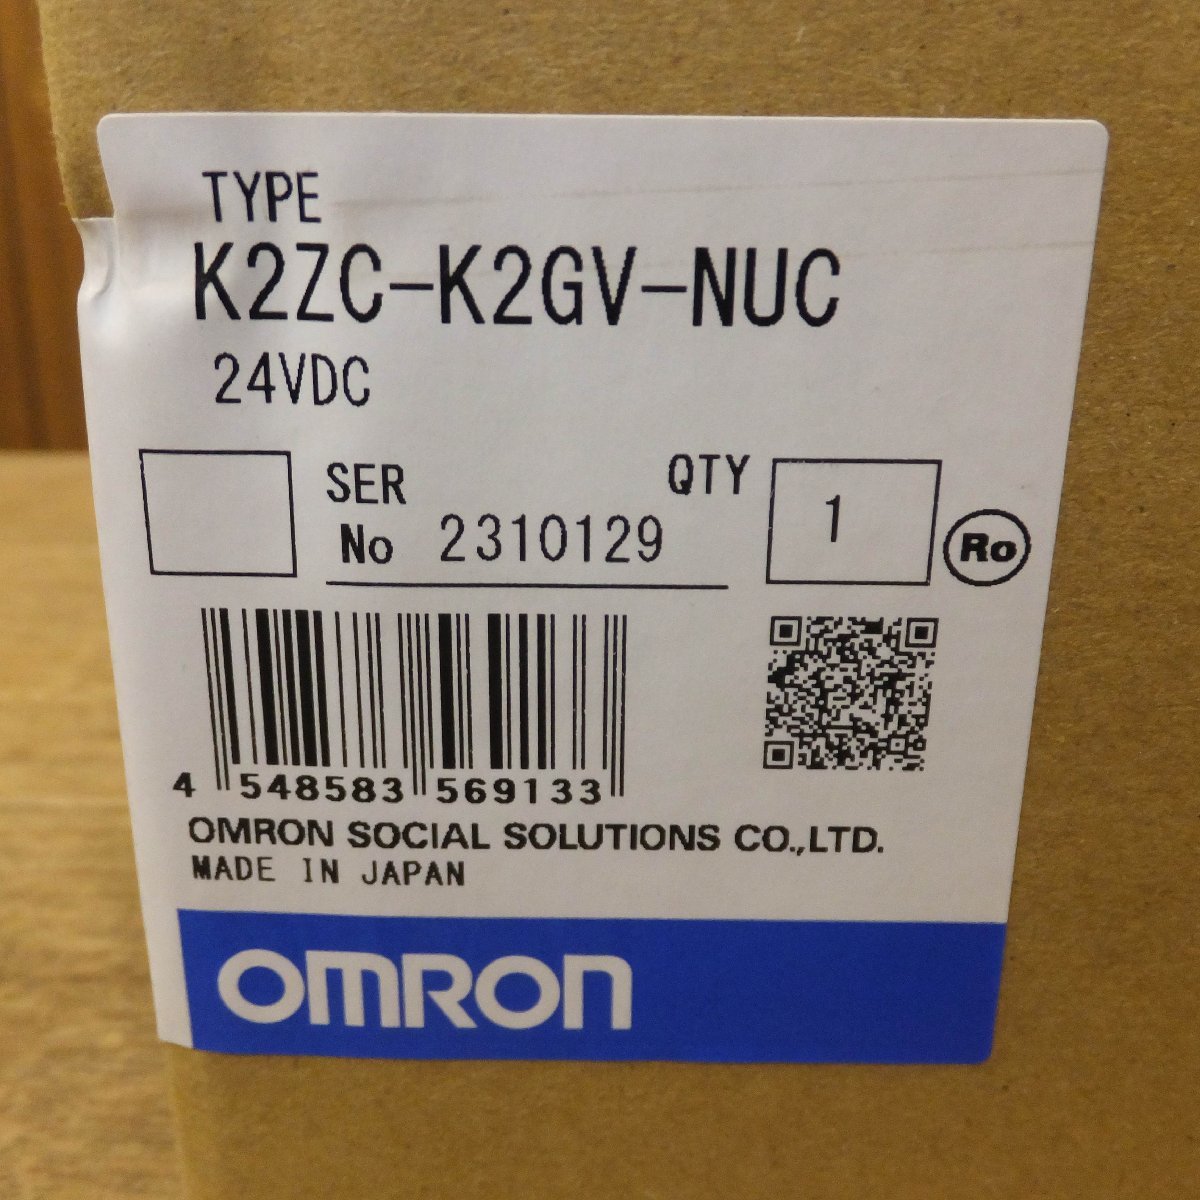 TYPE
K2ZC-K2GV-NUC
24VDC
SER
No 2310129
QTY 1
Ro
4 548583 569133
OMRON SOCIAL SOLUTIONS CO.,LTD.
MADE IN JAPAN
OMRON